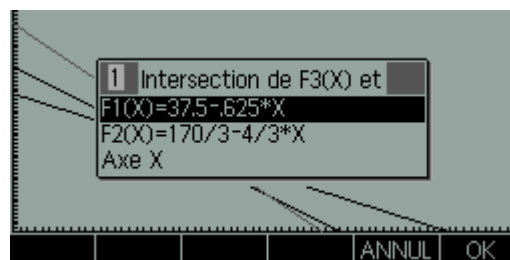 1 Intersection de F3(X) et
F1(X)=37.5-.625*X
F2(X)=170/3-4/3*X
Axe X
ANNUL OK